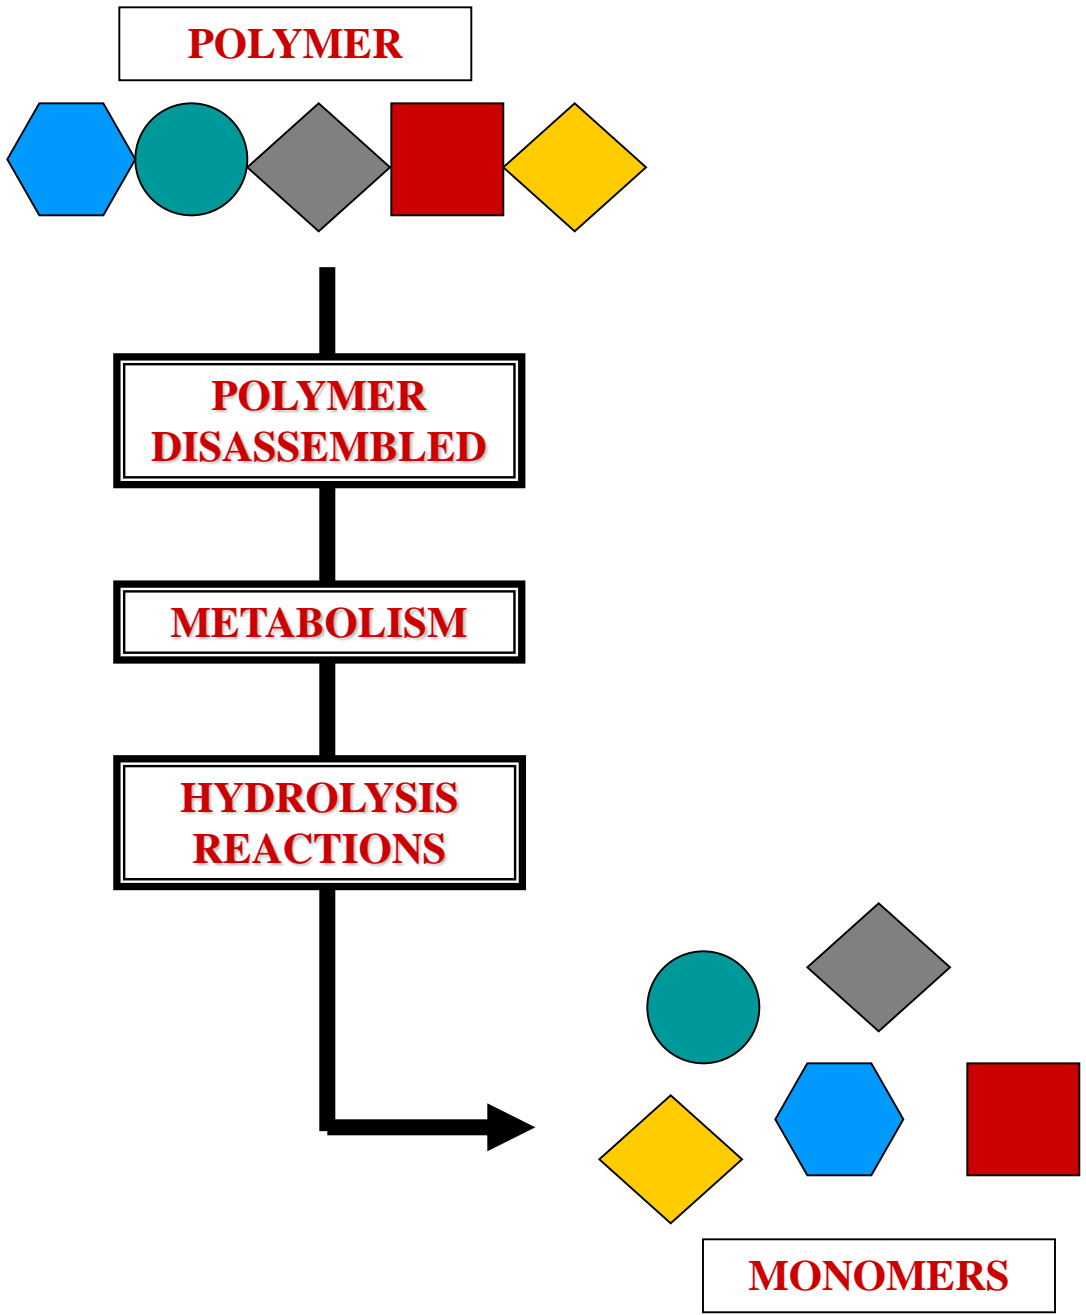 POLYMER
POLYMER
DISASSEMBLED
METABOLISM
HYDROLYSIS
REACTIONS
MONOMERS